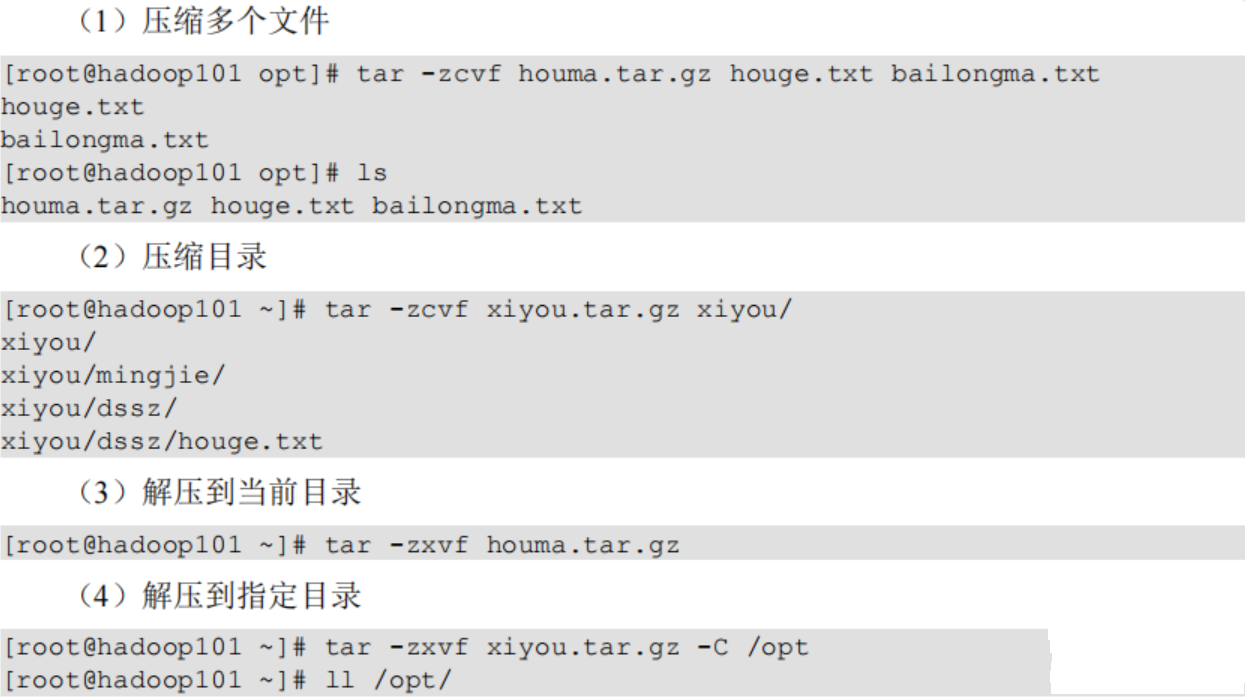 （1）压缩多个文件
[root@hadoop101 opt]# tar -zcvf houma.tar.gz houge.txt bailongma.txt
houge.txt
bailongma.txt
[root@hadoop101 opt]# ls
houma.tar.gz houge.txt bailongma.txt
（2）压缩目录
[root@hadoop101 ~]# tar -zcvf xiyou.tar.gz xiyou/
xiyou/
xiyou/mingjie/
xiyou/dssz/
xiyou/dssz/houge.txt
（3）解压到当前目录
[root@hadoop101 ~]# tar -zxvf houma.tar.gz
（4）解压到指定目录
[root@hadoop101 ~]# tar -zxvf xiyou.tar.gz -C /opt
[root@hadoop101 ~]# ll /opt/